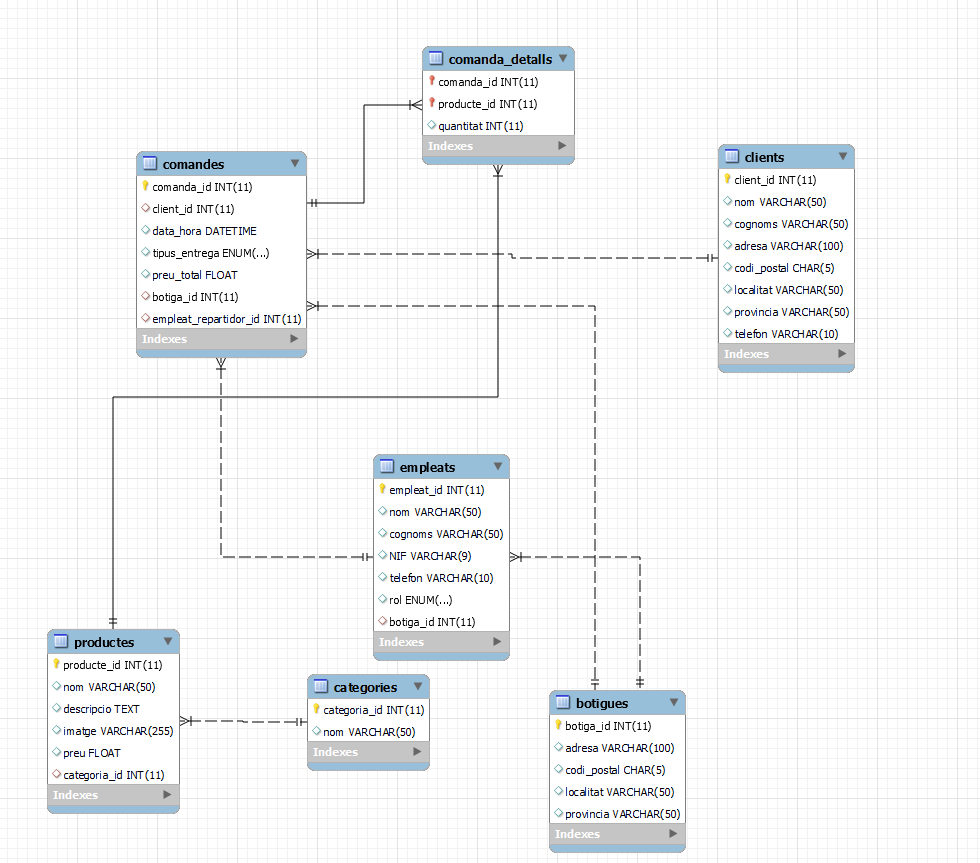 comanda_detalls
comanda_id INT(11)
producte_id INT(11)
quantitat INT(11)
Indexes
comandes
comanda_id INT(11)
client_id INT(11)
data_hora DATETIME
tipus_entrega ENUM(...)
preu_total FLOAT
botiga_id INT(11)
empleat_repartidor_id INT(11)
Indexes
clients
client_id INT(11)
nom VARCHAR(50)
cognoms VARCHAR(50)
adresa VARCHAR(100)
codi_postal CHAR(5)
localitat VARCHAR(50)
provincia VARCHAR(50)
telefon VARCHAR(10)
Indexes
empleats
empleat_id INT(11)
nom VARCHAR(50)
cognoms VARCHAR(50)
NIF VARCHAR(9)
telefon VARCHAR(10)
rol ENUM(...)
botiga_id INT(11)
Indexes
productes
producte_id INT(11)
nom VARCHAR(50)
descripcio TEXT
imatge VARCHAR(255)
preu FLOAT
categoria_id INT(11)
Indexes
categories
categoria_id INT(11)
nom VARCHAR(50)
Indexes
botigues
botiga_id INT(11)
adresa VARCHAR(100)
codi_postal CHAR(5)
localitat VARCHAR(50)
provincia VARCHAR(50)
Indexes